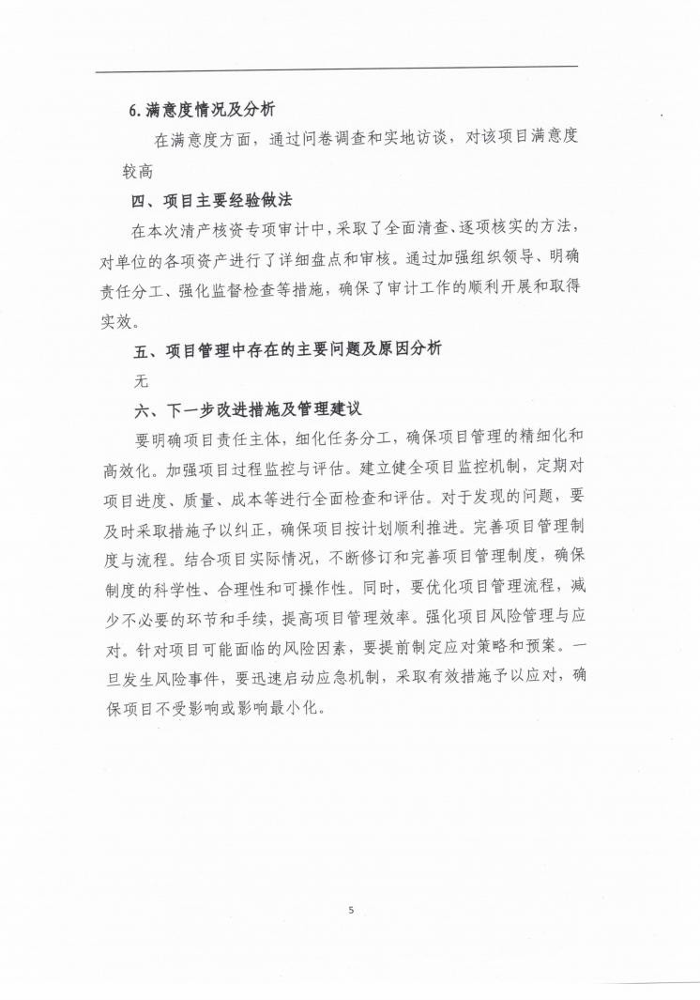 6.满意度情况及分析
在满意度方面，通过问卷调查和实地访谈，对该项目满意度
较高
四、项目主要经验做法
在本次清产核资专项审计中，采取了全面清查、逐项核实的方法，
对单位的各项资产进行了详细盘点和审核。通过加强组织领导、明确
责任分工、强化监督检查等措施，确保了审计工作的顺利开展和取得
实效。
五、项目管理中存在的主要问题及原因分析
无
六、下一步改进措施及管理建议
要明确项目责任主体，细化任务分工，确保项目管理的精细化和
高效化。加强项目过程监控与评估。建立健全项目监控机制，定期对
项目进度、质量、成本等进行全面检查和评估。对于发现的问题，要
及时采取措施予以纠正，确保项目按计划顺利推进。完善项目管理制
度与流程。结合项目实际情况，不断修订和完善项目管理制度，确保
制度的科学性、合理性和可操作性。同时，要优化项目管理流程，减
少不必要的环节和手续，提高项目管理效率。强化项目风险管理与应
对。针对项目可能面临的风险因素，要提前制定应对策略和预案。一
旦发生风险事件，要迅速启动应急机制，采取有效措施予以应对，确
保项目不受影响或影响最小化。
5